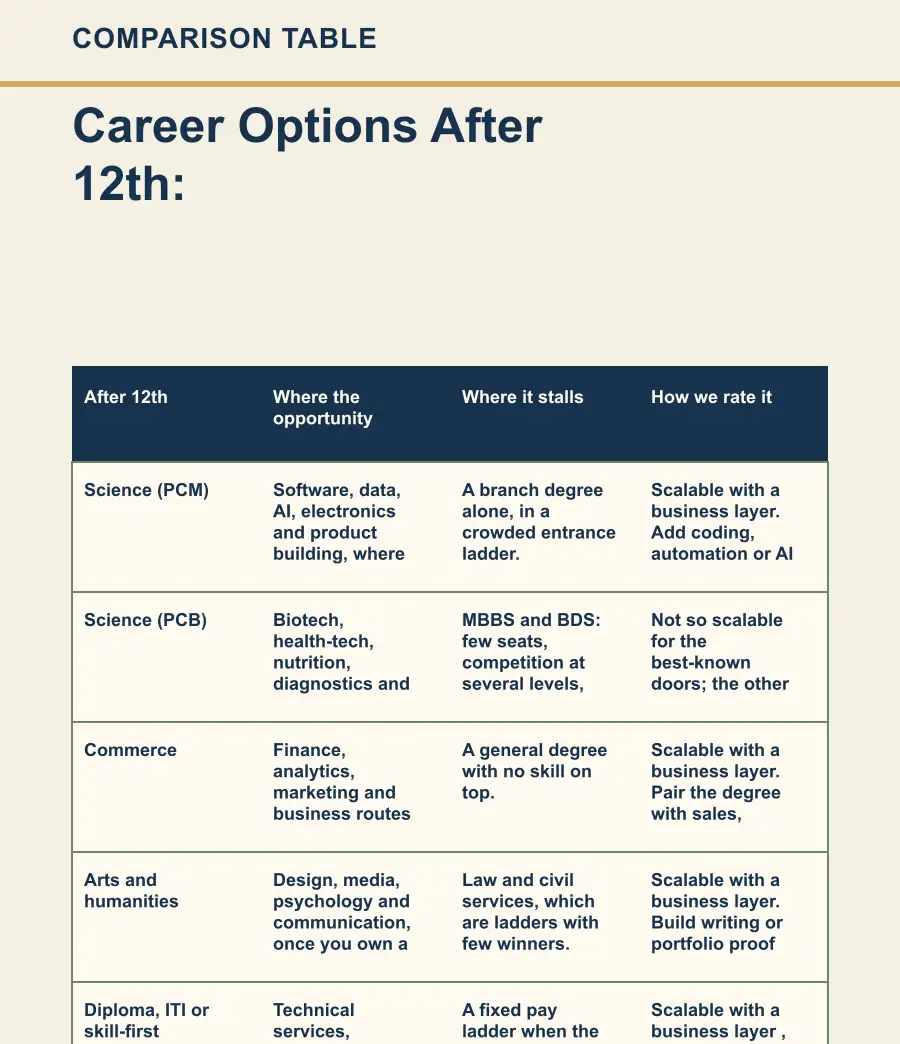 COMPARISON TABLE
Career Options After
12th:
After 12th
Where the
opportunity
Where it stalls
How we rate it
Science (PCM)
Software, data,
AI, electronics
and product
building, where
A branch degree
alone, in a
crowded entrance
ladder.
Scalable with a
business layer.
Add coding,
automation or AI
Science (PCB)
Biotech,
health-tech,
nutrition,
diagnostics and
MBBS and BDS:
few seats,
competition at
several levels,
Not so scalable
for the
best-known
doors; the other
Commerce
Finance,
analytics,
marketing and
business routes
A general degree
with no skill on
top.
Scalable with a
business layer.
Pair the degree
with sales,
Arts and
humanities
Design, media,
psychology and
communication,
once you own a
Law and civil
services, which
are ladders with
few winners.
Scalable with a
business layer.
Build writing or
portfolio proof
Diploma, ITI or
skill-first
Technical
services,
A fixed pay
ladder when the
Scalable with a
business layer ,